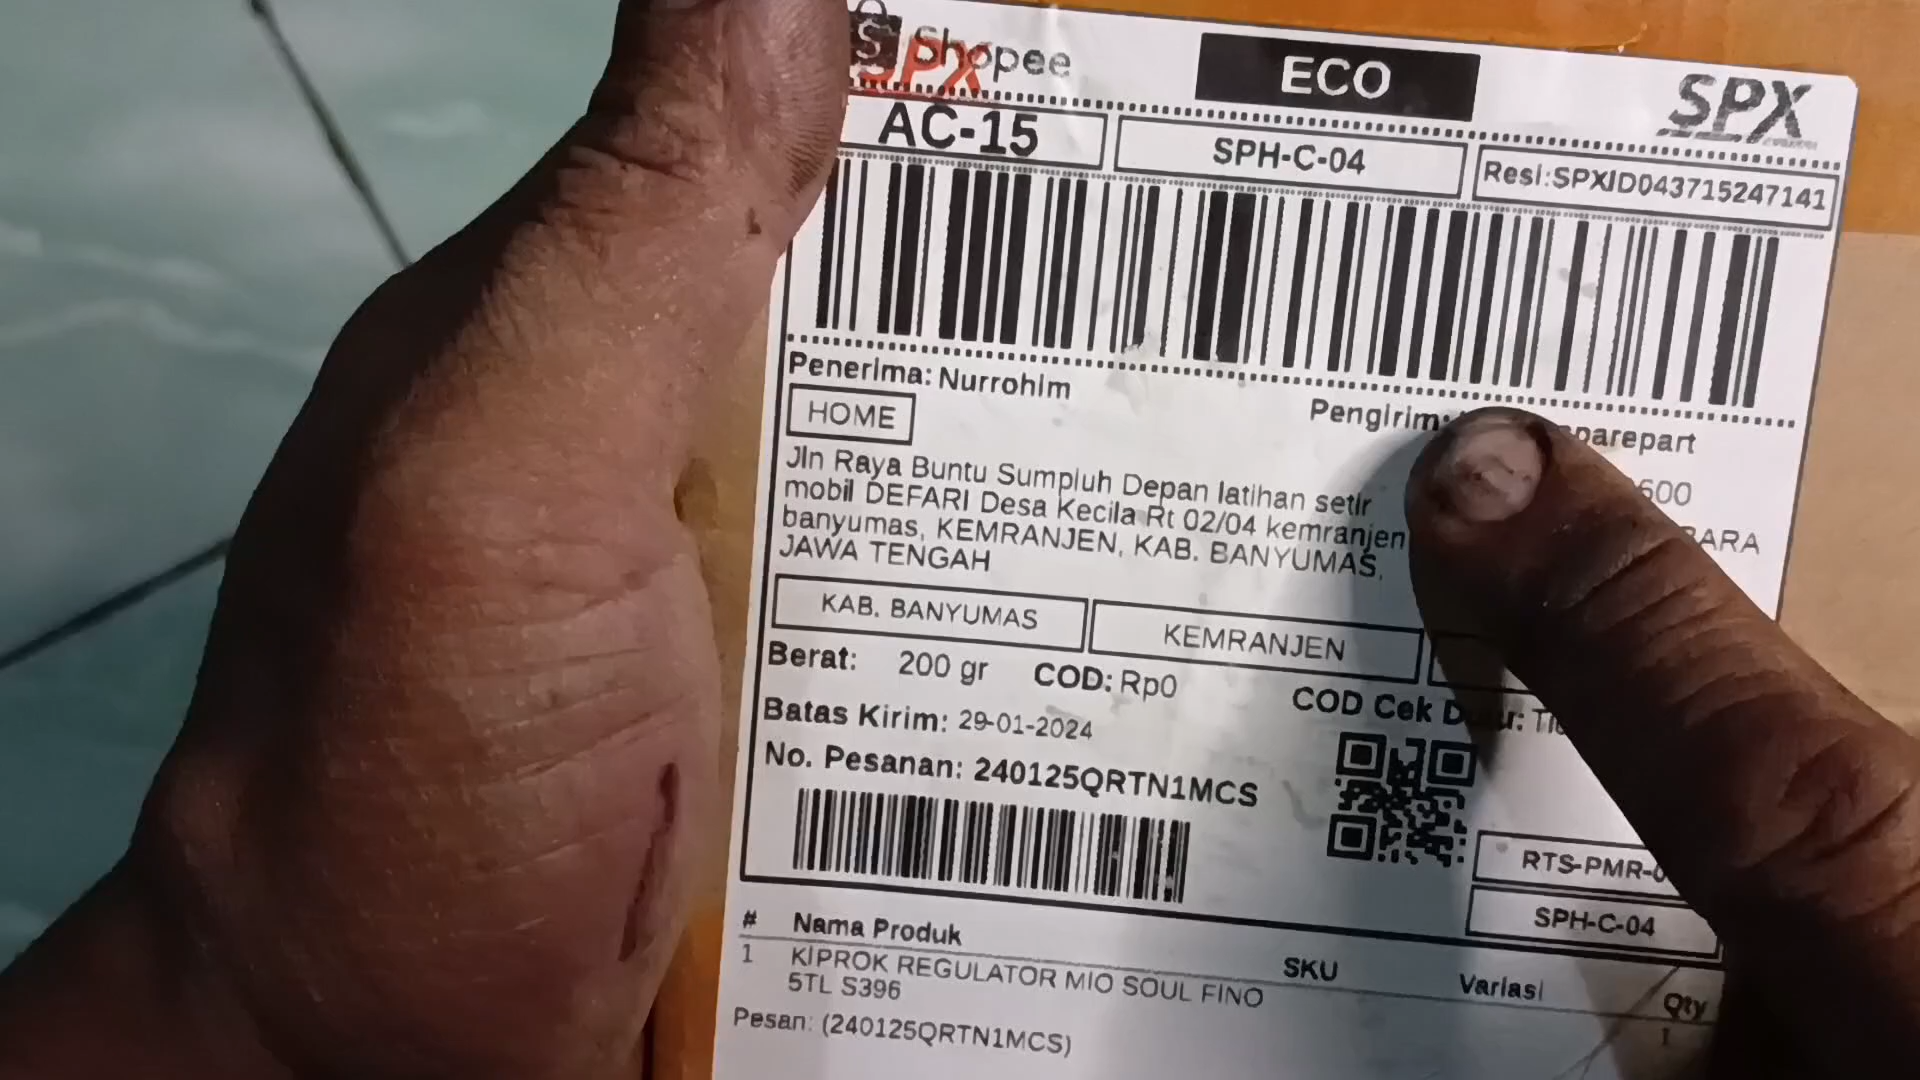 Shopee
SPX
ECO
SPX
AC-15
SPH-C-04
Resi:SPXID043715247141
Penerima: Nurrohim
Pengirim:
HOME
Jln Raya Buntu Sumpiuh Depan latihan setir
mobil DEFARI Desa Kecila Rt 02/04 kemranjen
banyumas, KEMRANJEN, KAB. BANYUMAS,
JAWA TENGAH
KAB. BANYUMAS
KEMRANJEN
Berat: 200 gr COD: Rp0
COD Cek
Batas Kirim: 29-01-2024
No. Pesanan: 240125QRTN1MCS
SPH-C-04
# Nama Produk SKU Variasi Qty
1 KIPROK REGULATOR MIO SOUL FINO 1
5TL S396
Pesan: (240125QRTN1MCS)